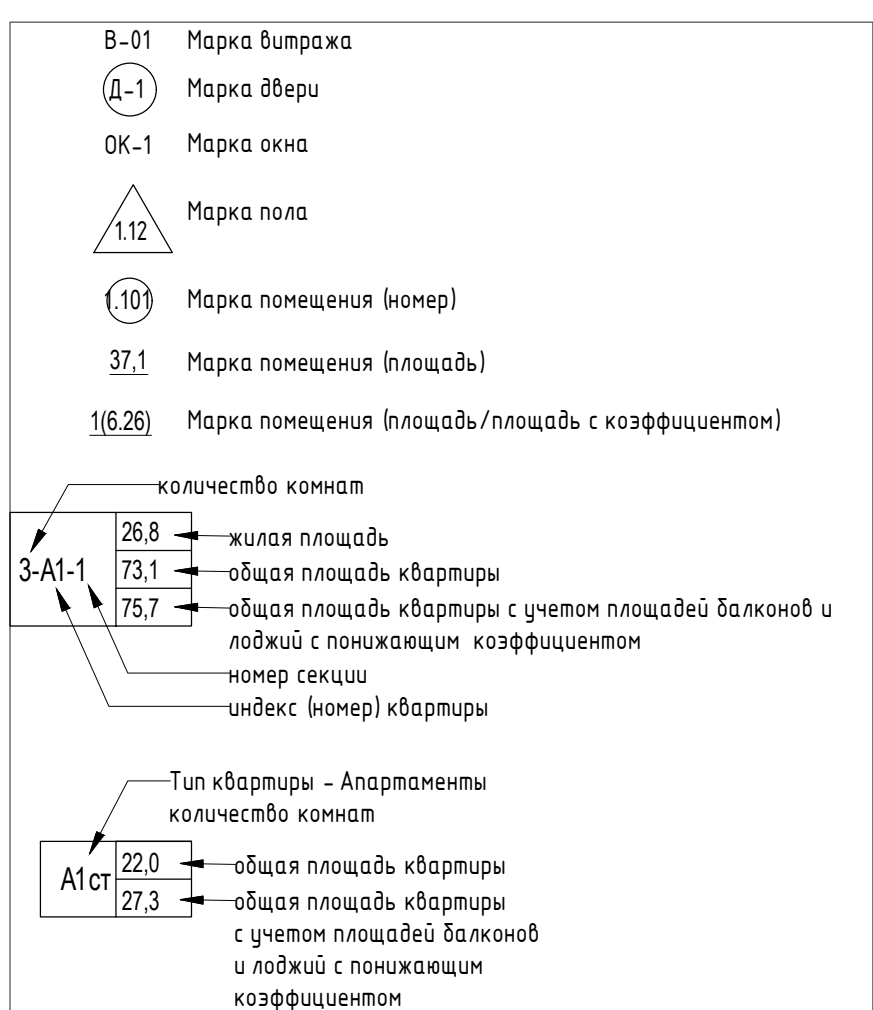 В-01 Марка витража
Д-1 Марка двери
ОК-1 Марка окна
1.12 Марка пола
1.101 Марка помещения (номер)
37,1 Марка помещения (площадь)
1(6.26) Марка помещения (площадь/площадь с коэффициентом)
количество комнат
3-А1-1
26,8 жилая площадь
73,1 общая площадь квартиры
75,7 общая площадь квартиры с учетом площадей балконов и
лоджий с понижающим коэффициентом
номер секции
индекс (номер) квартиры
Тип квартиры - Апартаменты
количество комнат
А1ст
22,0 общая площадь квартиры
27,3 общая площадь квартиры
с учетом площадей балконов
и лоджий с понижающим
коэффициентом